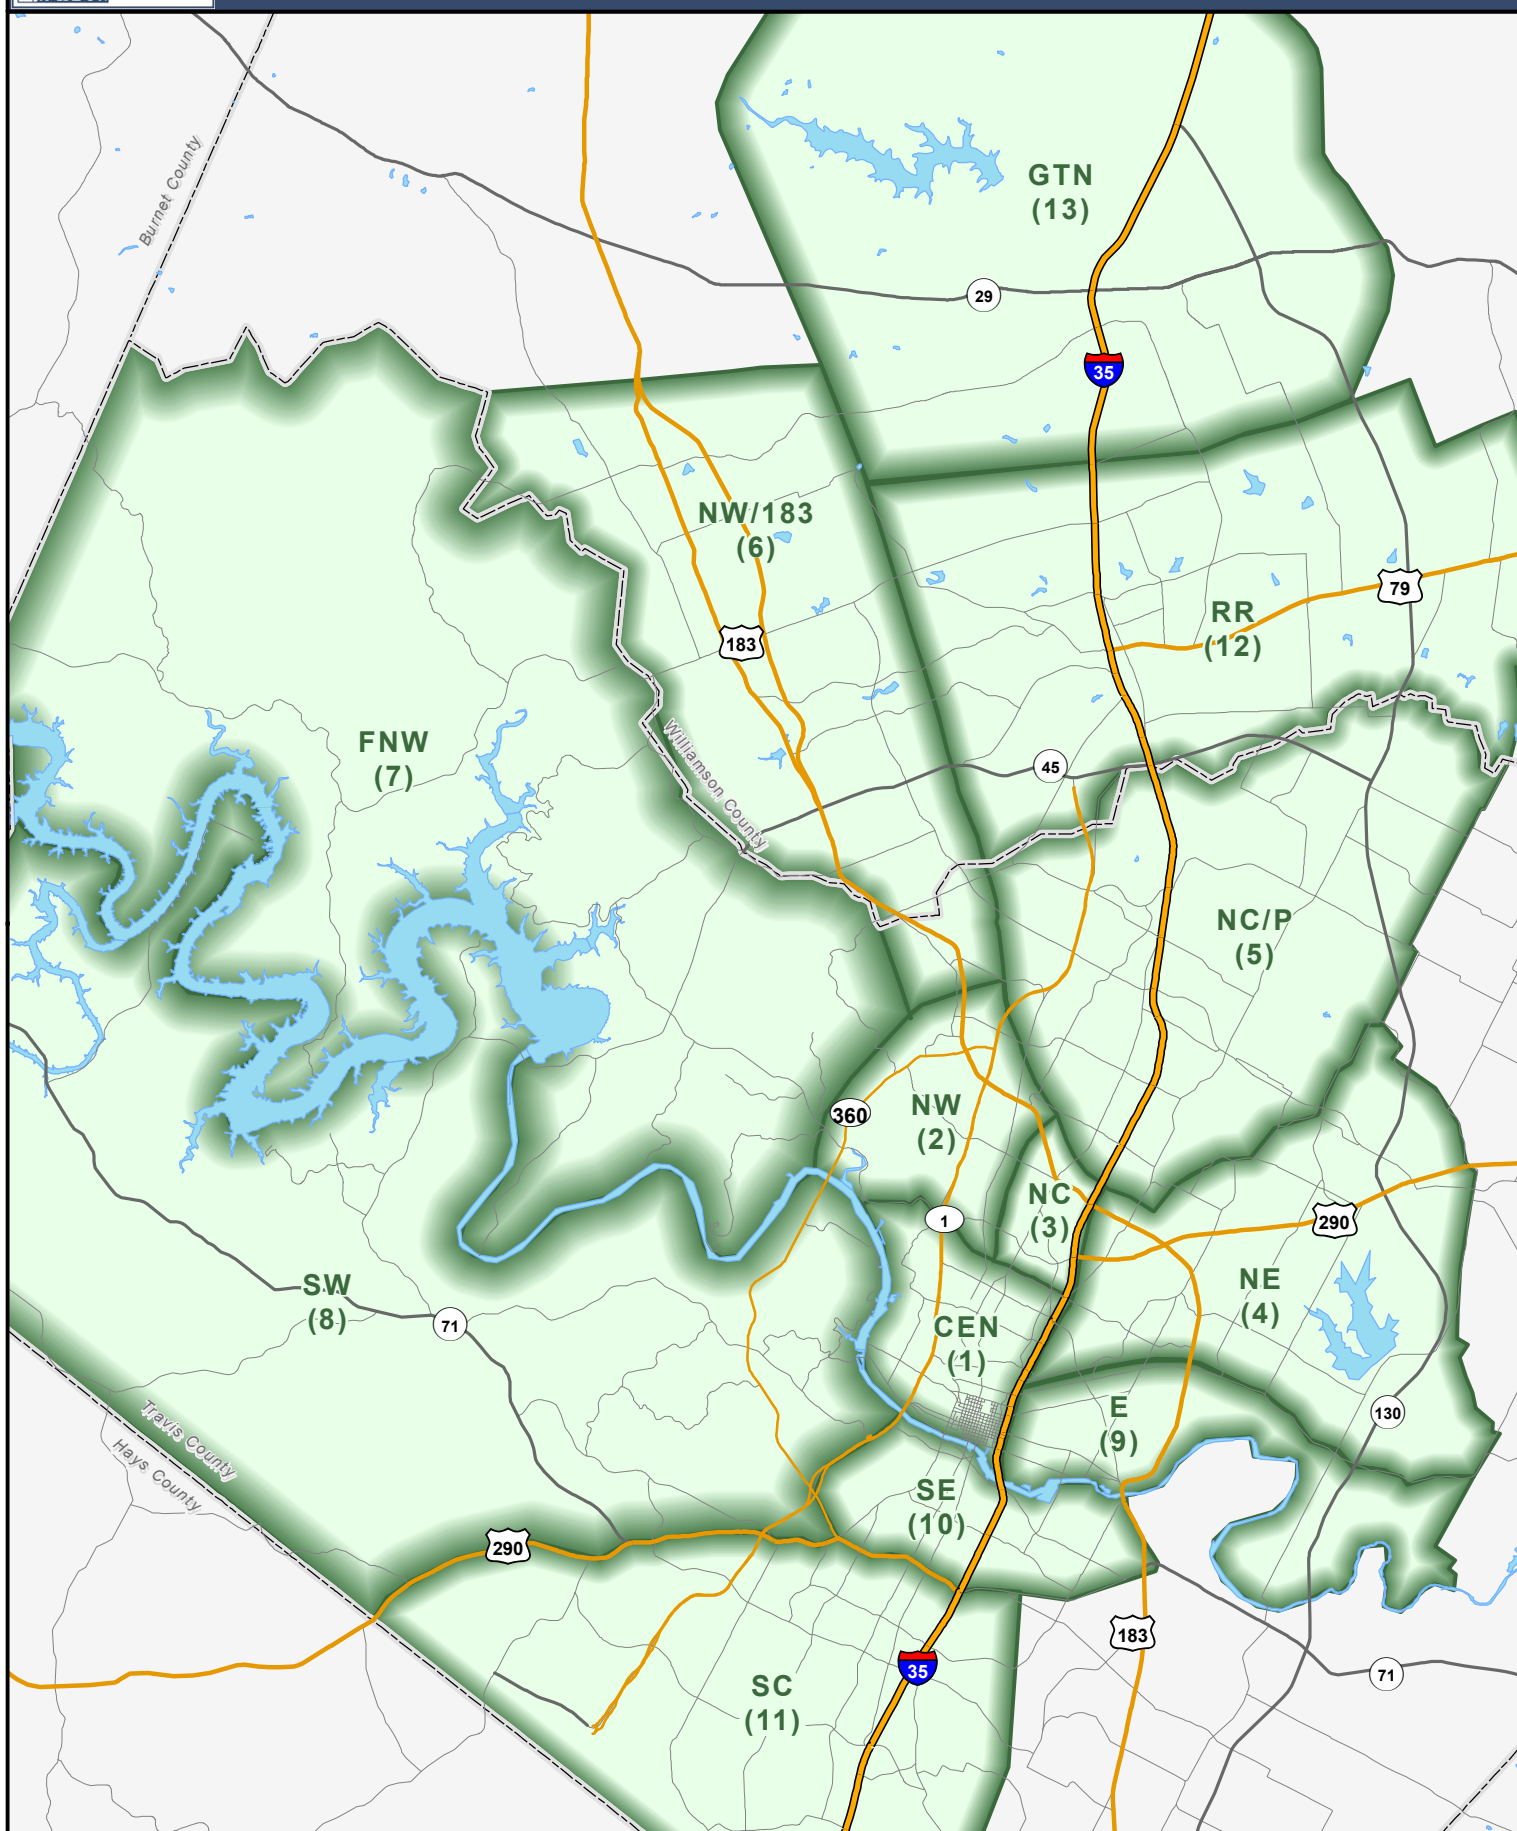 Burnet County
GTN
(13)
29
35
NW/183
(6)
79
RR
(12)
183
FNW
(7)
Williamson County
45
NC/P
(5)
360
NW
(2)
NC
(3)
1
290
NE
(4)
SW
(8)
71
CEN
(1)
E
(9)
130
Travis County
Hays County
SE
(10)
290
183
35
71
SC
(11)